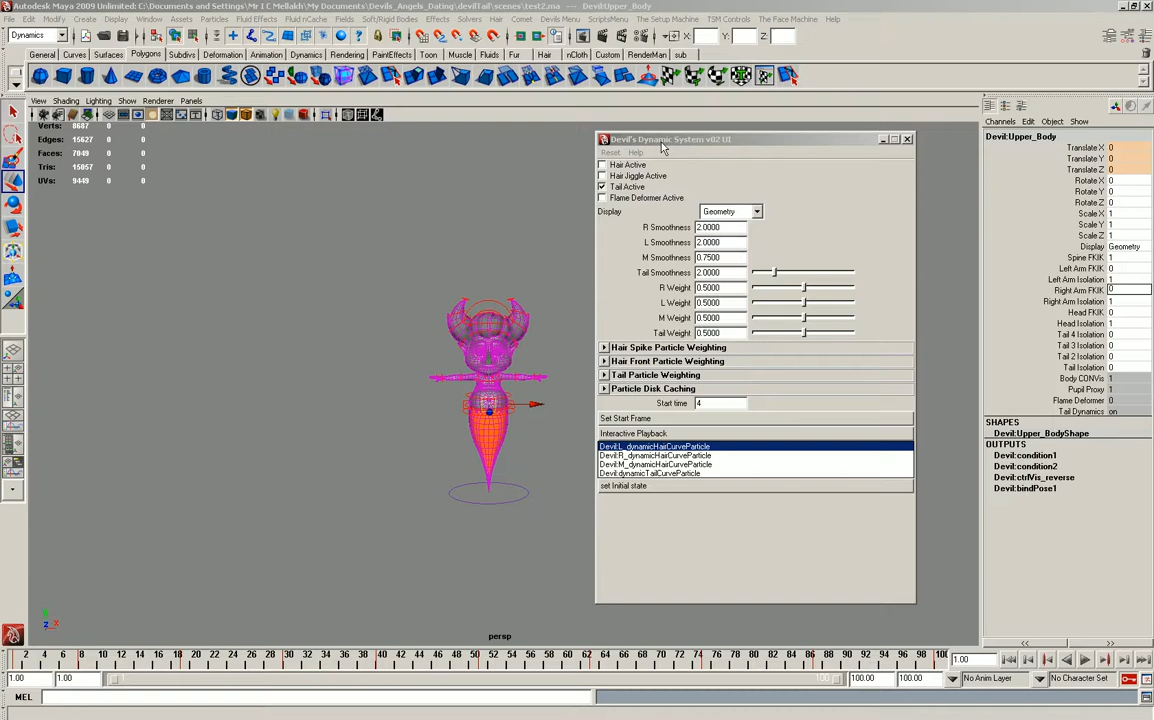 Autodesk Maya 2009 Unlimited: C:\Documents and Settings\Mr I C Mellakh\My Documents\Devils_Angels_Dating\devilTail\scenes\test2.ma --- Devil:Upper_Body
File Edit Modify Create Display Window Assets Particles Fluid Effects Fluid nCache Fields Soft/Rigid Bodies Effects Solvers Hair Comet Devils Menu ScriptsMenu The Setup Machine TSM Controls The Face Machine Help
Dynamics X: Y: Z:
General Curves Surfaces Polygons Subdivs Deformation Animation Dynamics Rendering PaintEffects Toon Muscle Fluids Fur Hair nCloth Custom RenderMan sub
View Shading Lighting Show Renderer Panels
Verts: 8687 0 0
Edges: 15627 0 0
Faces: 7049 0 0
Tris: 15057 0 0
UVs: 9449 0 0
persp
Devil's Dynamic System v02 UI
Reset Help
Hair Active
Hair Jiggle Active
Tail Active
Flame Deformer Active
Display Geometry
R Smoothness 2.0000
L Smoothness 2.0000
M Smoothness 0.7500
Tail Smoothness 2.0000
R Weight 0.5000
L Weight 0.5000
M Weight 0.5000
Tail Weight 0.5000
Hair Spike Particle Weighting
Hair Front Particle Weighting
Tail Particle Weighting
Particle Disk Caching
Start time 4
Set Start Frame
Interactive Playback
Devil:L_dynamicHairCurveParticle
Devil:R_dynamicHairCurveParticle
Devil:M_dynamicHairCurveParticle
Devil:dynamicTailCurveParticle
set Initial state
Channels Edit Object Show
Devil:Upper_Body
Translate X 0
Translate Y 0
Translate Z 0
Rotate X 0
Rotate Y 0
Rotate Z 0
Scale X 1
Scale Y 1
Scale Z 1
Display Geometry
Spine FKIK 1
Left Arm FKIK 0
Left Arm Isolation 1
Right Arm FKIK 0
Right Arm Isolation 1
Head FKIK 0
Head Isolation 1
Tail 4 Isolation 1
Tail 3 Isolation 1
Tail 2 Isolation 1
Tail Isolation 0
Body CONVis 1
Pupil Proxy 1
Flame Deformer 0
Tail Dynamics on
SHAPES
Devil:Upper_BodyShape
OUTPUTS
Devil:condition1
Devil:condition2
Devil:ctrlVis_reverse
Devil:bindPose1
2 4 6 8 10 12 14 16 18 20 22 24 26 28 30 32 34 36 38 40 42 44 46 48 50 52 54 56 58 60 62 64 66 68 70 72 74 76 78 80 82 84 86 88 90 92 94 96 98 100 1.00
1.00 1.00 100 100.00 100.00 No Anim Layer No Character Set
MEL